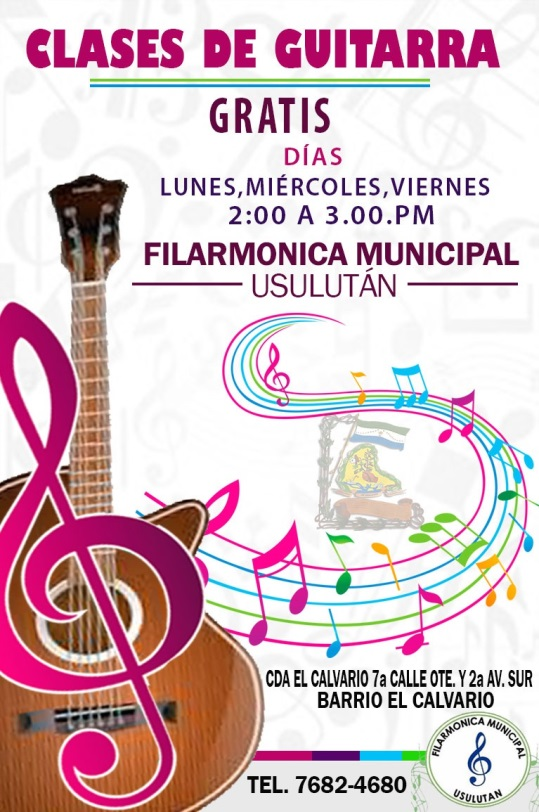 CLASES DE GUITARRA
GRATIS
DÍAS
LUNES,MIÉRCOLES,VIERNES
2:00 A 3.00.PM
FILARMONICA MUNICIPAL
USULUTÁN
CDA EL CALVARIO 7a CALLE OTE. Y 2a AV. SUR
BARRIO EL CALVARIO
TEL. 7682-4680
FILARMONICA MUNICIPAL
USULUTAN